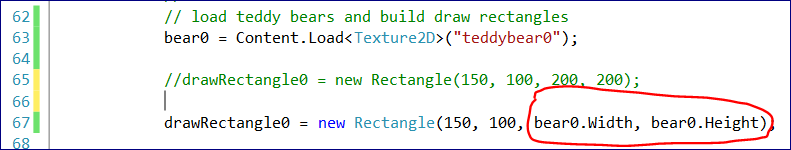 62 // load teddy bears and build draw rectangles
63 bear0 = Content.Load<Texture2D>("teddybear0");
64
65 //drawRectangle0 = new Rectangle(150, 100, 200, 200);
66
67 drawRectangle0 = new Rectangle(150, 100, bear0.Width, bear0.Height);
68